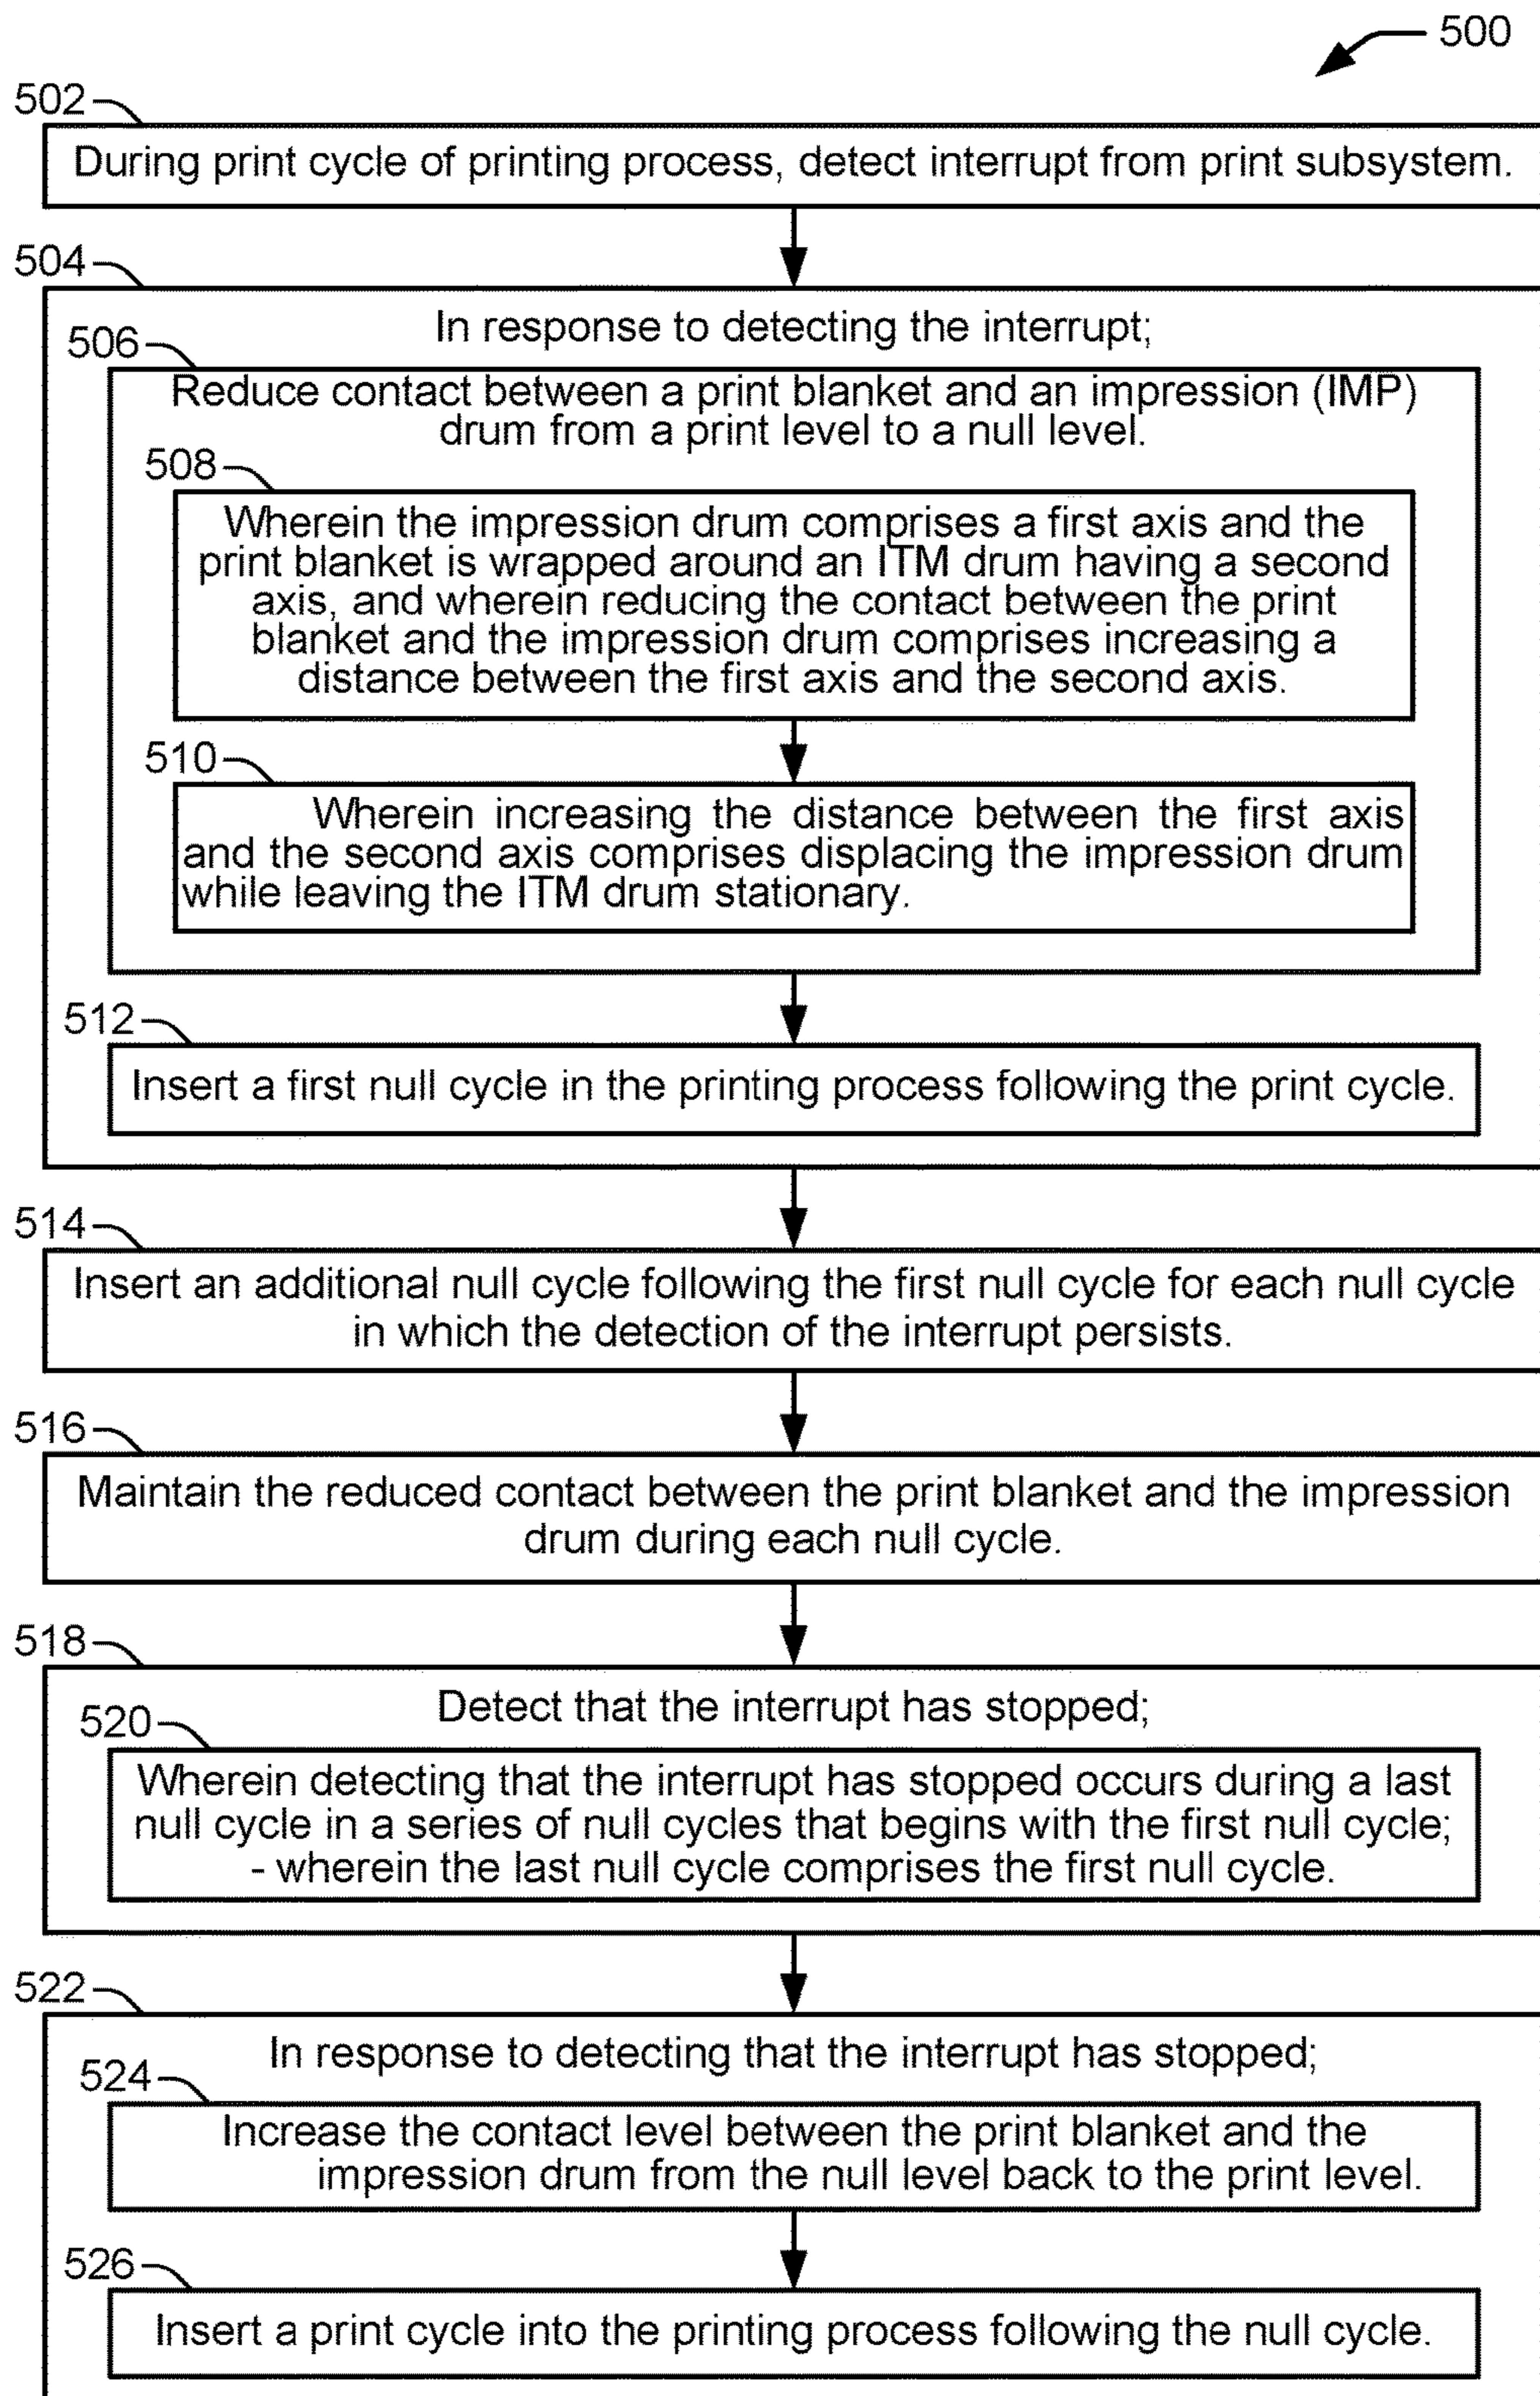 500
502
During print cycle of printing process, detect interrupt from print subsystem.
504
In response to detecting the interrupt;
506
Reduce contact between a print blanket and an impression (IMP)
drum from a print level to a null level.
508
Wherein the impression drum comprises a first axis and the
print blanket is wrapped around an ITM drum having a second
axis, and wherein reducing the contact between the print
blanket and the impression drum comprises increasing a
distance between the first axis and the second axis.
510
Wherein increasing the distance between the first axis
and the second axis comprises displacing the impression drum
while leaving the ITM drum stationary.
512
Insert a first null cycle in the printing process following the print cycle.
514
Insert an additional null cycle following the first null cycle for each null cycle
in which the detection of the interrupt persists.
516
Maintain the reduced contact between the print blanket and the impression
drum during each null cycle.
518
Detect that the interrupt has stopped;
520
Wherein detecting that the interrupt has stopped occurs during a last
null cycle in a series of null cycles that begins with the first null cycle;
- wherein the last null cycle comprises the first null cycle.
522
In response to detecting that the interrupt has stopped;
524
Increase the contact level between the print blanket and the
impression drum from the null level back to the print level.
526
Insert a print cycle into the printing process following the null cycle.